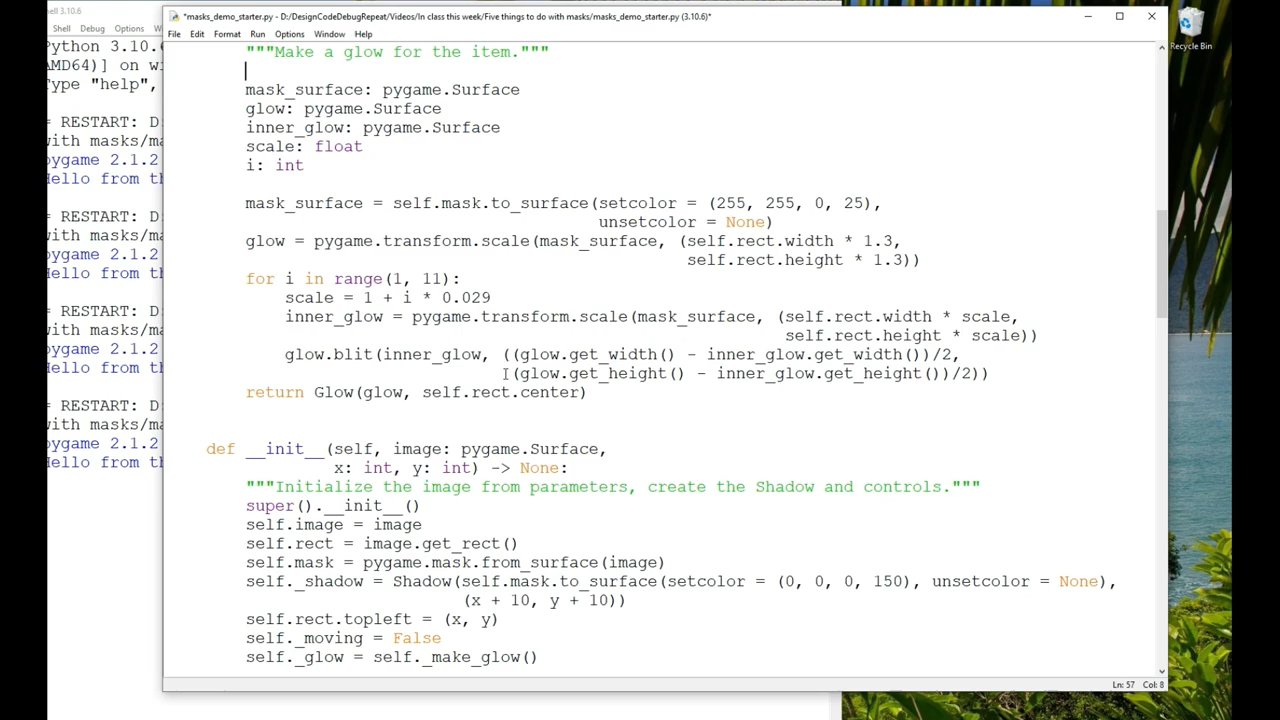 shell 3.10.6
Shell Debug Options
Python 3.10.6
AMD64)] on wi
Type "help",
= RESTART: D:
with masks/ma
pygame 2.1.2
Hello from th
= RESTART: D:
with masks/ma
pygame 2.1.2
Hello from th
= RESTART: D:
with masks/ma
pygame 2.1.2
Hello from th
= RESTART: D:
with masks/ma
pygame 2.1.2
Hello from th
*masks_demo_starter.py - D:/DesignCodeDebugRepeat/Videos/In class this week/Five things to do with masks/masks_demo_starter.py (3.10.6)*
File Edit Format Run Options Window Help
"""Make a glow for the item."""
mask_surface: pygame.Surface
glow: pygame.Surface
inner_glow: pygame.Surface
scale: float
i: int
mask_surface = self.mask.to_surface(setcolor = (255, 255, 0, 25),
unsetcolor = None)
glow = pygame.transform.scale(mask_surface, (self.rect.width * 1.3,
self.rect.height * 1.3))
for i in range(1, 11):
scale = 1 + i * 0.029
inner_glow = pygame.transform.scale(mask_surface, (self.rect.width * scale,
self.rect.height * scale))
glow.blit(inner_glow, ((glow.get_width() - inner_glow.get_width())/2,
(glow.get_height() - inner_glow.get_height())/2))
return Glow(glow, self.rect.center)
def __init__(self, image: pygame.Surface,
x: int, y: int) -> None:
"""Initialize the image from parameters, create the Shadow and controls."""
super().__init__()
self.image = image
self.rect = image.get_rect()
self.mask = pygame.mask.from_surface(image)
self._shadow = Shadow(self.mask.to_surface(setcolor = (0, 0, 0, 150), unsetcolor = None),
(x + 10, y + 10))
self.rect.topleft = (x, y)
self._moving = False
self._glow = self._make_glow()
Ln: 57 Col: 8
Recycle Bin